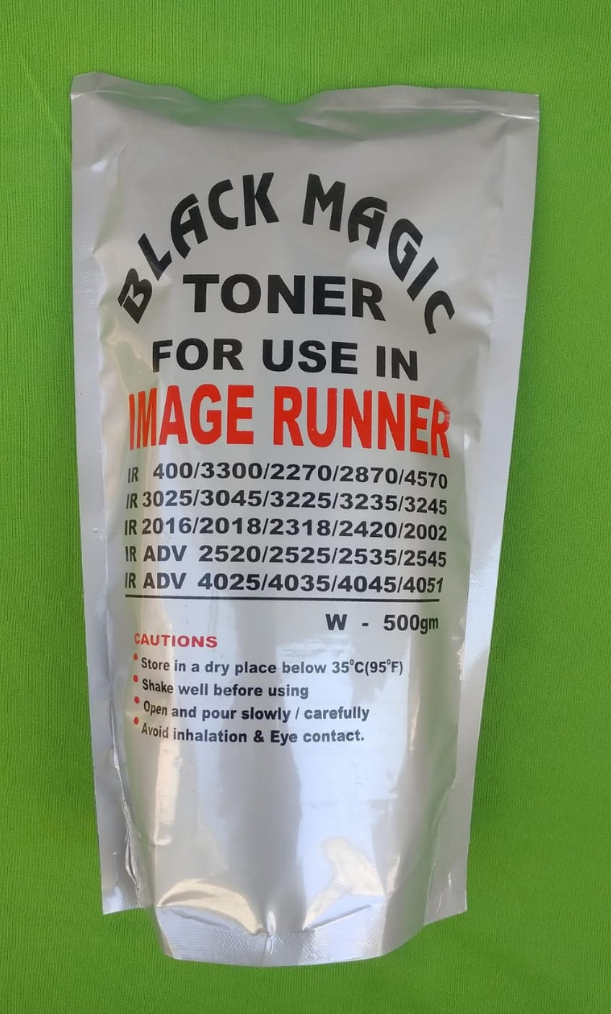 BLACK MAGIC
TONER
FOR USE IN
IMAGE RUNNER
IR 400/3300/2270/2870/4570
IR 3025/3045/3225/3235/3245
IR 2016/2018/2318/2420/2002
IR ADV 2520/2525/2535/2545
IR ADV 4025/4035/4045/4051
W - 500gm
CAUTIONS
• Store in a dry place below 35°C(95°F)
• Shake well before using
• Open and pour slowly / carefully
• Avoid inhalation & Eye contact.